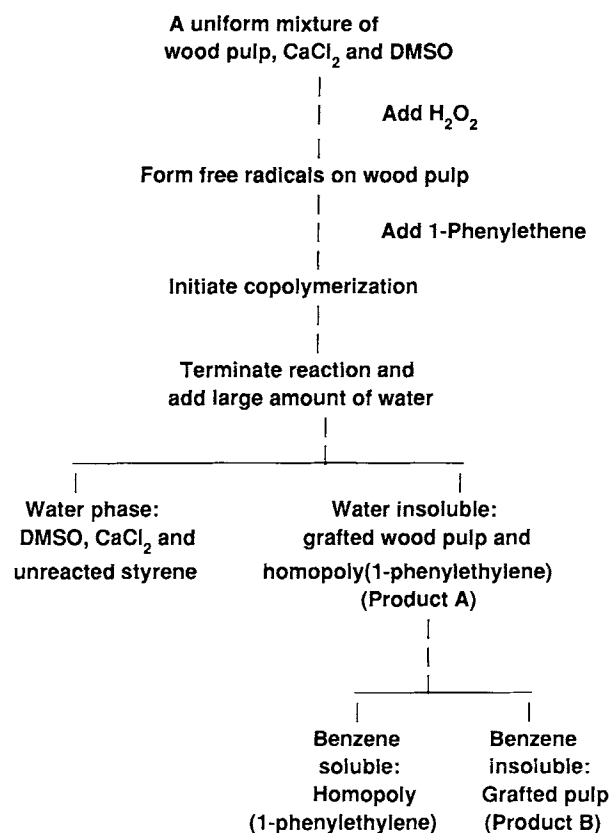 A uniform mixture of
wood pulp, CaCl₂ and DMSO
Add H₂O₂
Form free radicals on wood pulp
Add 1-Phenylethene
Initiate copolymerization
Terminate reaction and
add large amount of water
Water phase:
DMSO, CaCl₂ and
unreacted styrene
Water insoluble:
grafted wood pulp and
homopoly(1-phenylethylene)
(Product A)
Benzene
soluble:
Homopoly
(1-phenylethylene)
Benzene
insoluble:
Grafted pulp
(Product B)